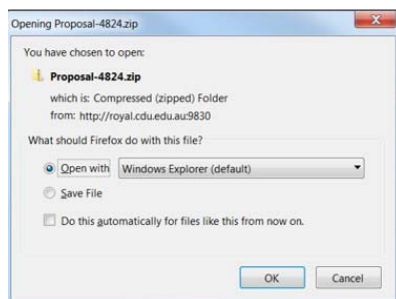 Opening Proposal-4824.zip
You have chosen to open:
Proposal-4824.zip
which is: Compressed (zipped) Folder
from: http://royal.cdu.edu.au:9830
What should Firefox do with this file?
Open with Windows Explorer (default)
Save File
Do this automatically for files like this from now on.
OK Cancel